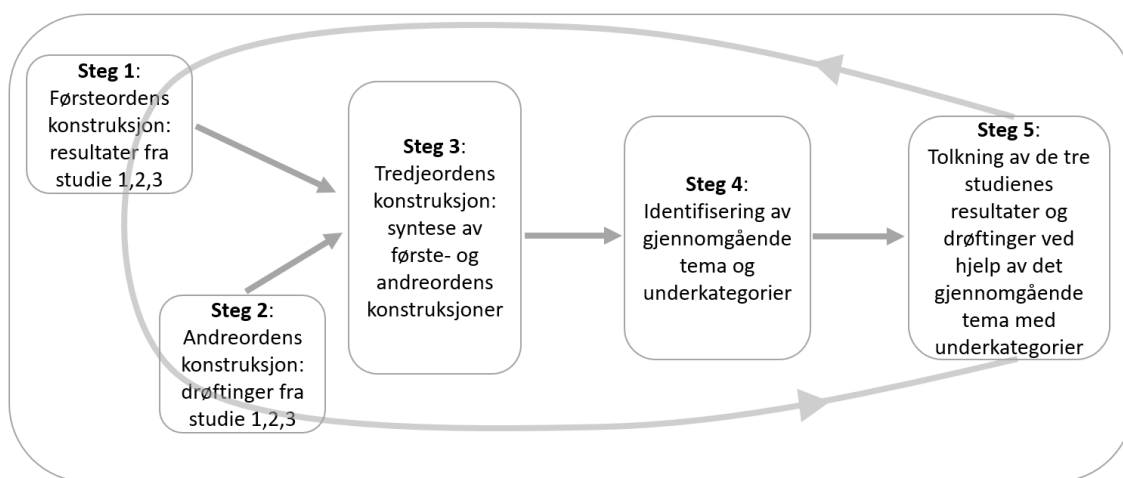 Steg 1:
Førsteordens
konstruksjon:
resultater fra
studie 1,2,3
Steg 2:
Andreordens
konstruksjon:
drøftinger fra
studie 1,2,3
Steg 3:
Tredjeordens
konstruksjon:
syntese av
første- og
andreordens
konstruksjoner
Steg 4:
Identifisering av
gjennomgående
tema og
underkategorier
Steg 5:
Tolkning av de tre
studienes
resultater og
drøftinger ved
hjelp av det
gjennomgående
tema med
underkategorier